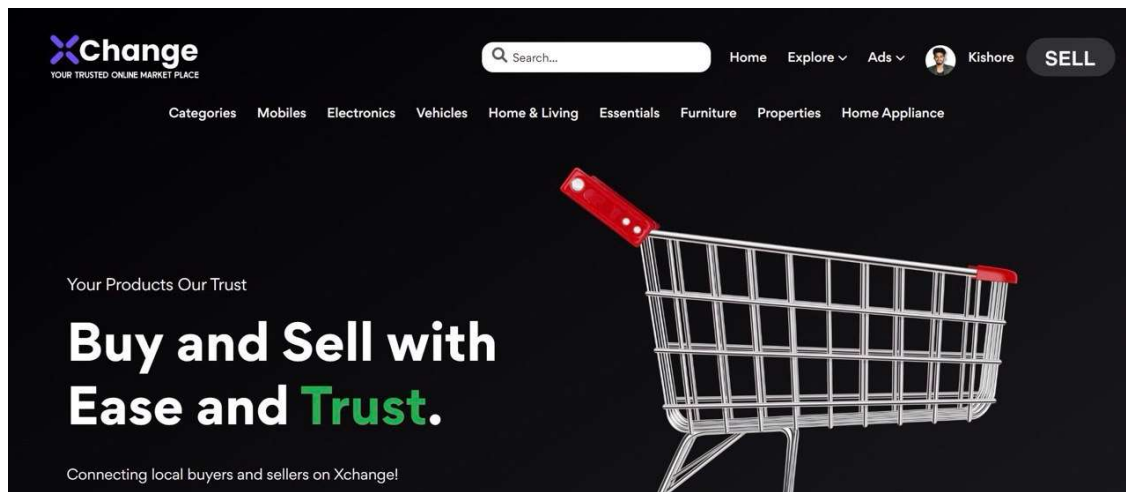 XChange
YOUR TRUSTED ONLINE MARKET PLACE
Search...
Home Explore Ads Kishore SELL
Categories Mobiles Electronics Vehicles Home & Living Essentials Furniture Properties Home Appliance
Your Products Our Trust
Buy and Sell with
Ease and Trust.
Connecting local buyers and sellers on Xchange!